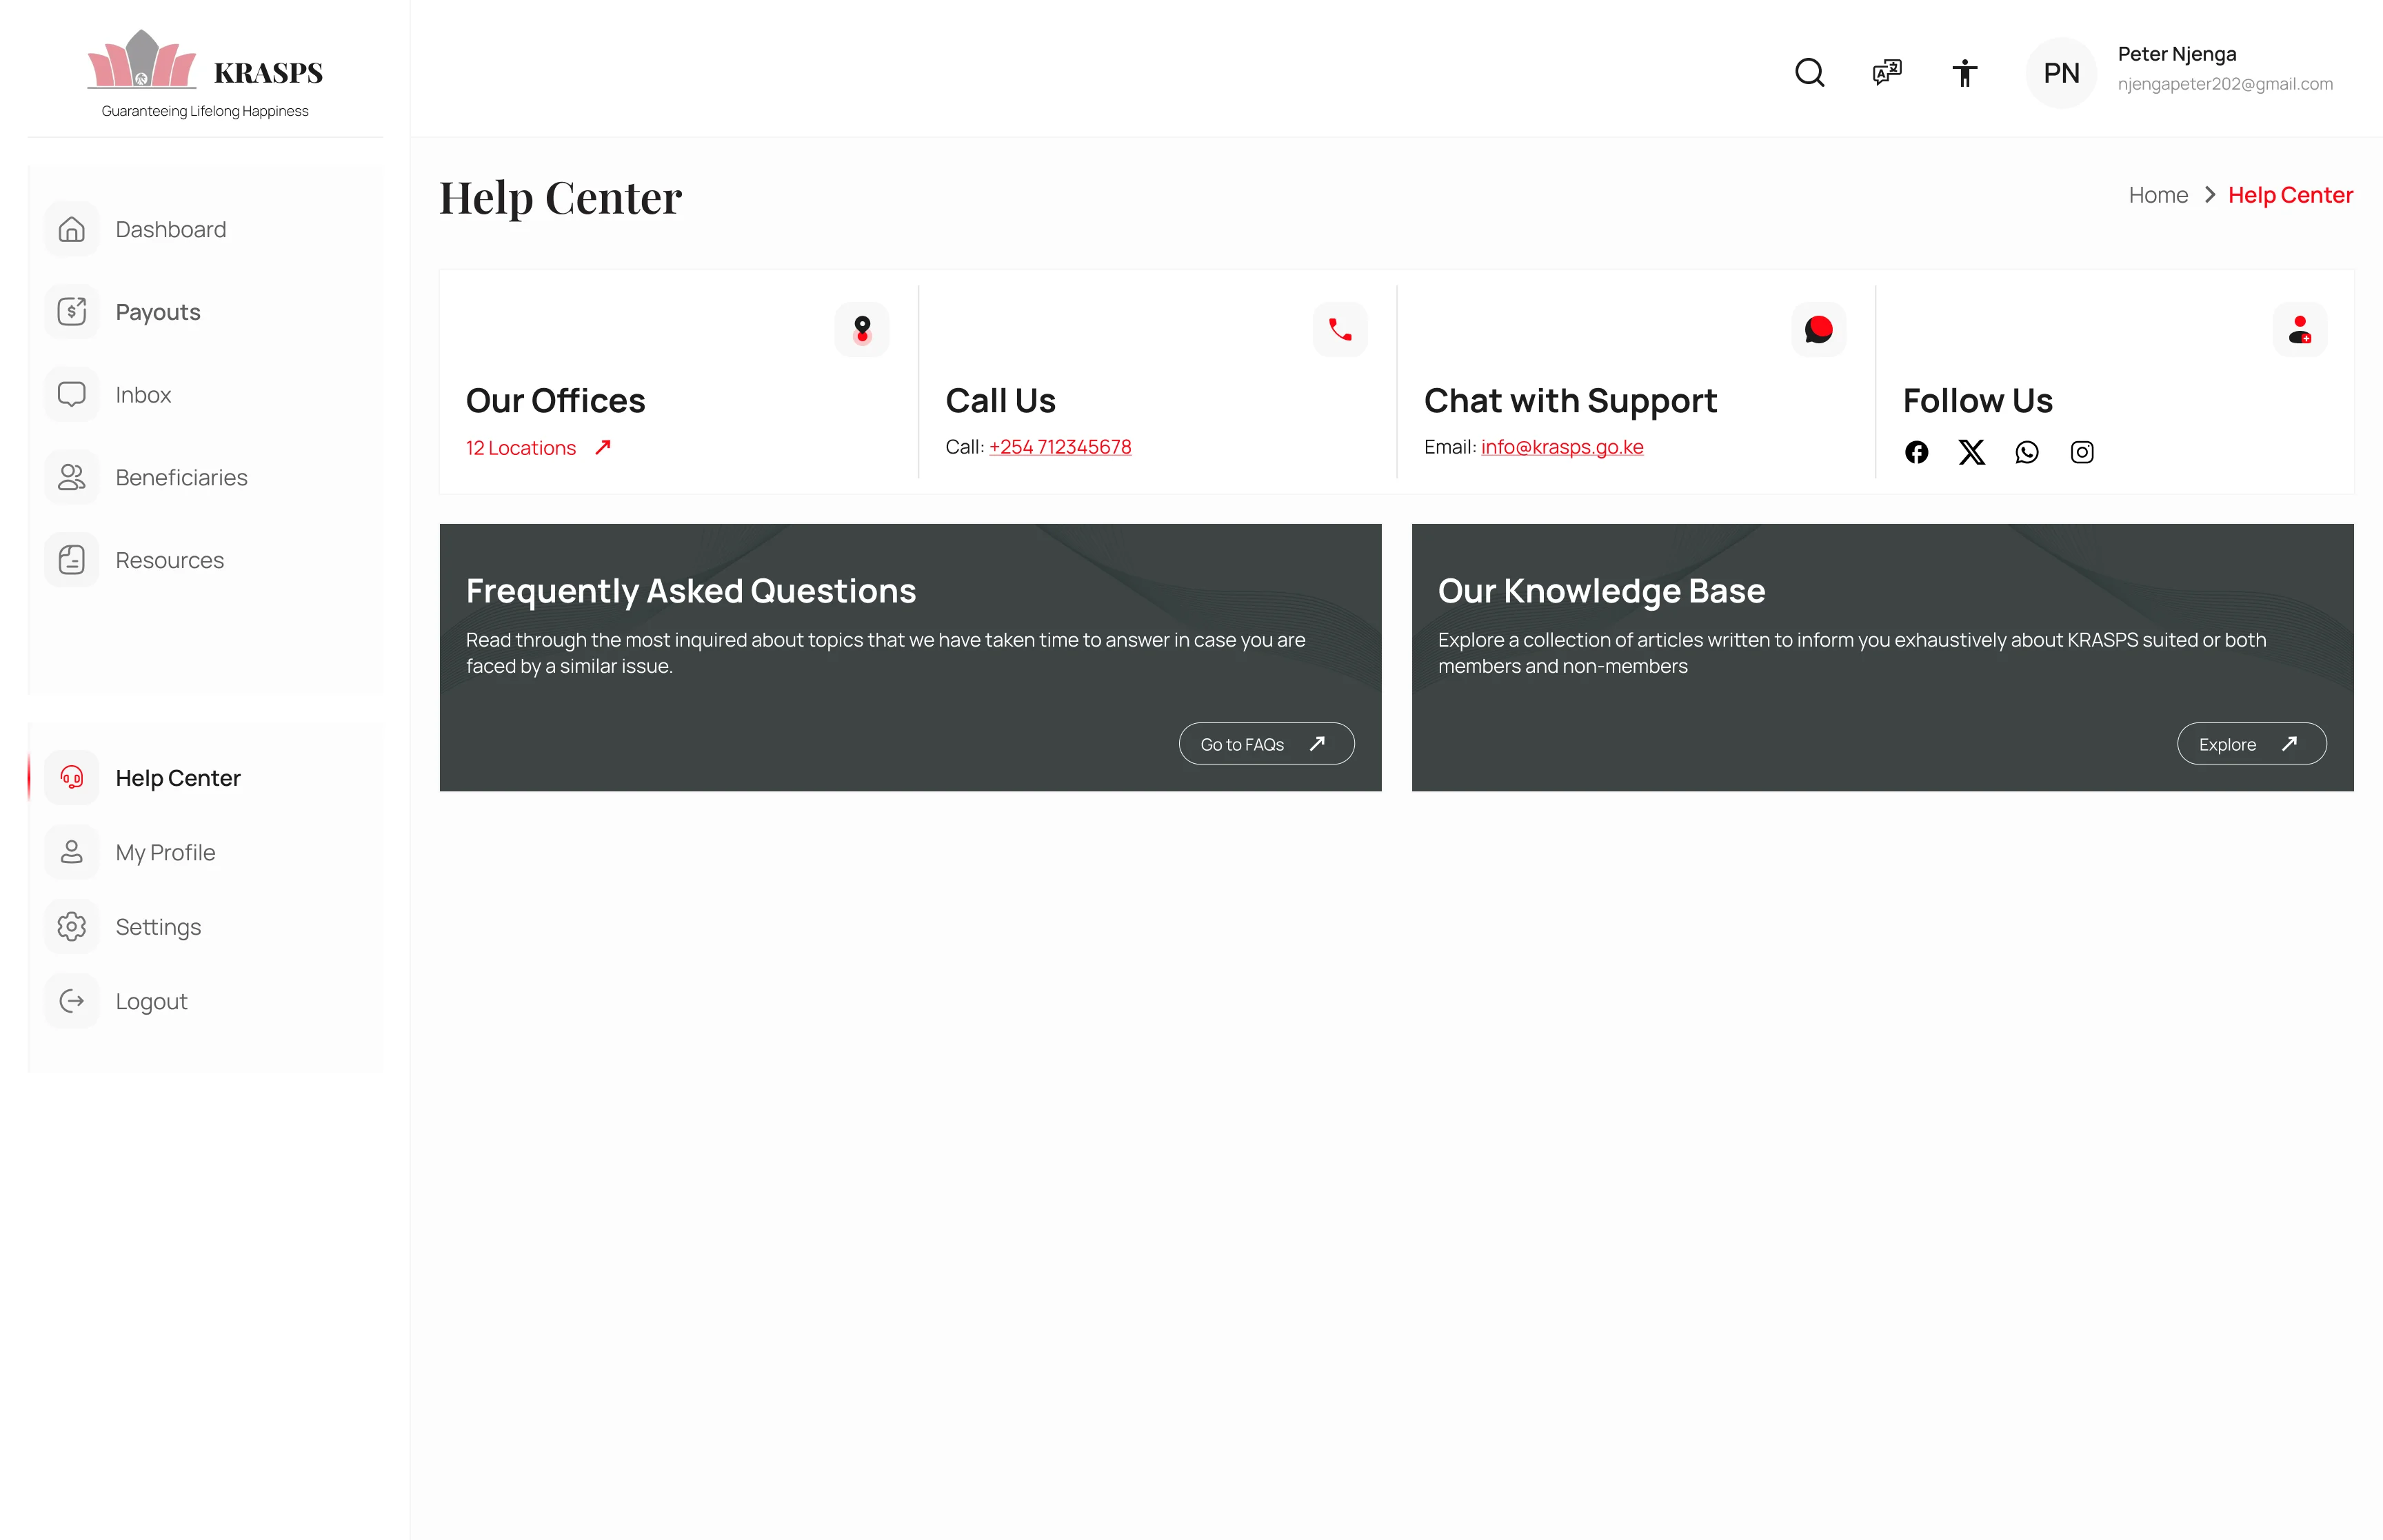 KRASPS
Guaranteeing Lifelong Happiness
PN
Peter Njenga
njengapeter202@gmail.com
Dashboard
Payouts
Inbox
Beneficiaries
Resources
Help Center
My Profile
Settings
Logout
Help Center
Home > Help Center
Our Offices
12 Locations
Call Us
Call: +254 712345678
Chat with Support
Email: info@krasps.go.ke
Follow Us
Frequently Asked Questions
Read through the most inquired about topics that we have taken time to answer in case you are
faced by a similar issue.
Go to FAQs
Our Knowledge Base
Explore a collection of articles written to inform you exhaustively about KRASPS suited or both
members and non-members
Explore